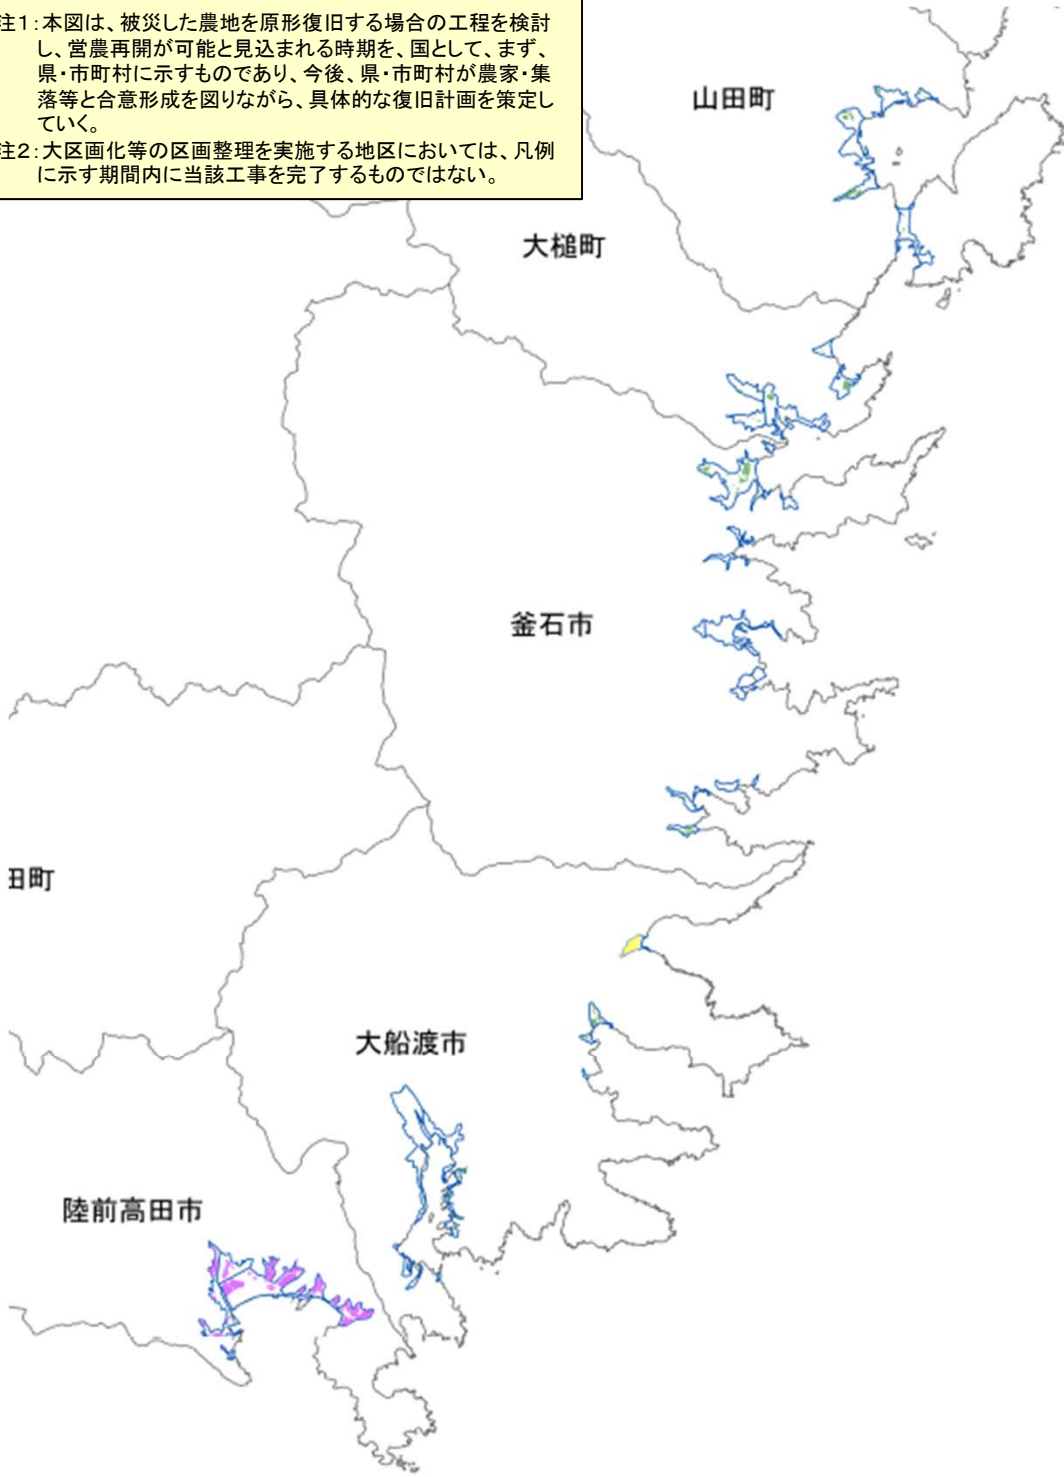 注1：本図は、被災した農地を原形復旧する場合の工程を検討
し、営農再開が可能と見込まれる時期を、国として、まず、
県・市町村に示すものであり、今後、県・市町村が農家・集
落等と合意形成を図りながら、具体的な復旧計画を策定し
ていく。
注2：大区画化等の区画整理を実施する地区においては、凡例
に示す期間内に当該工事を完了するものではない。
山田町
大槌町
釜石市
田町
大船渡市
陸前高田市